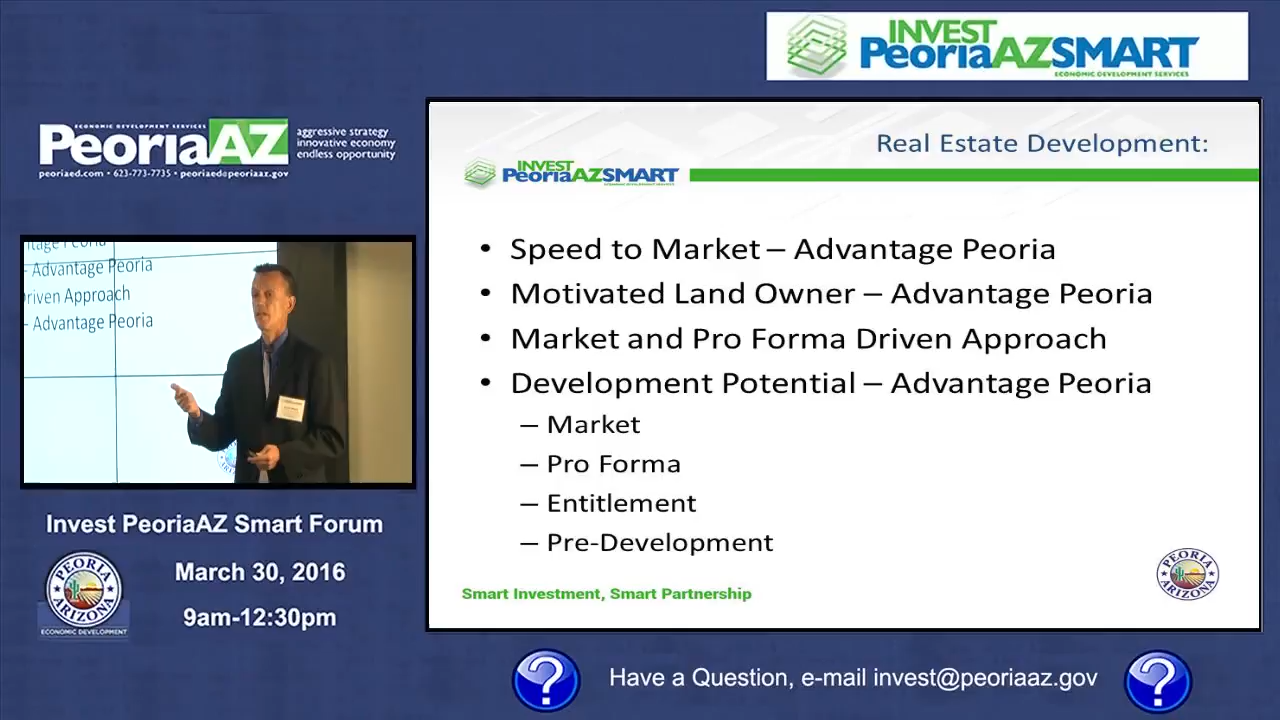 INVEST
PeoriaAZSMART
ECONOMIC DEVELOPMENT SERVICES
ECONOMIC DEVELOPMENT SERVICES
PeoriaAZ
aggressive strategy
innovative economy
endless opportunity
peoriaed.com • 623-773-7735 • peoriaed@peoriaaz.gov
Real Estate Development:
INVEST
PeoriaAZSMART
• Speed to Market – Advantage Peoria
• Motivated Land Owner – Advantage Peoria
• Market and Pro Forma Driven Approach
• Development Potential – Advantage Peoria
– Market
– Pro Forma
– Entitlement
– Pre-Development
Smart Investment, Smart Partnership
PEORIA
ARIZONA
– Advantage Peoria
Driven Approach
– Advantage Peoria
Invest PeoriaAZ Smart Forum
March 30, 2016
9am-12:30pm
PEORIA
ARIZONA
ECONOMIC DEVELOPMENT
Have a Question, e-mail invest@peoriaaz.gov